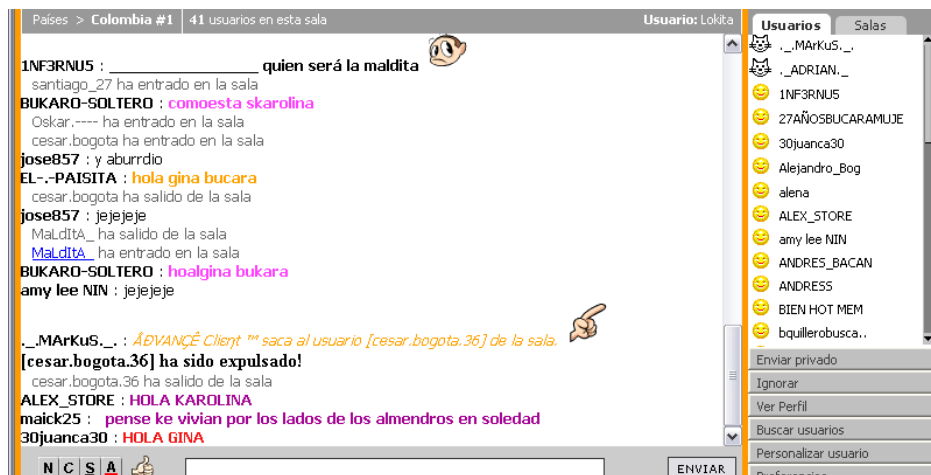 Países > Colombia #1 | 41 usuarios en esta sala
Usuario: Lokita
1NF3RNU5 : ____________________ quien será la maldita
santiago_27 ha entrado en la sala
BUKARO-SOLTERO : comoesta skarolina
Oskar.---- ha entrado en la sala
cesar.bogota ha entrado en la sala
jose857 : y aburrdio
EL-.-PAISITA : hola gina bucara
cesar.bogota ha salido de la sala
jose857 : jejejeje
MaLdItA_ ha salido de la sala
MaLdItA_ ha entrado en la sala
BUKARO-SOLTERO : hoalgina bukara
amy lee NIN : jejejeje
._.MArKuS._. : ÅÐVANÇÊ Clieηt ™ saca al usuario [cesar.bogota.36] de la sala.
[cesar.bogota.36] ha sido expulsado!
cesar.bogota.36 ha salido de la sala
ALEX_STORE : HOLA KAROLINA
maick25 : pense ke vivian por los lados de los almendros en soledad
30juanca30 : HOLA GINA
N C S A
ENVIAR
Usuarios
Salas
._.MArKuS._.
._ADRIAN._
1NF3RNU5
27AÑOSBUCARAMUJE
30juanca30
Alejandro_Bog
alena
ALEX_STORE
amy lee NIN
ANDRES_BACAN
ANDRESS
BIEN HOT MEM
bquillerobusca..
Enviar privado
Ignorar
Ver Perfil
Buscar usuarios
Personalizar usuario
Preferencias